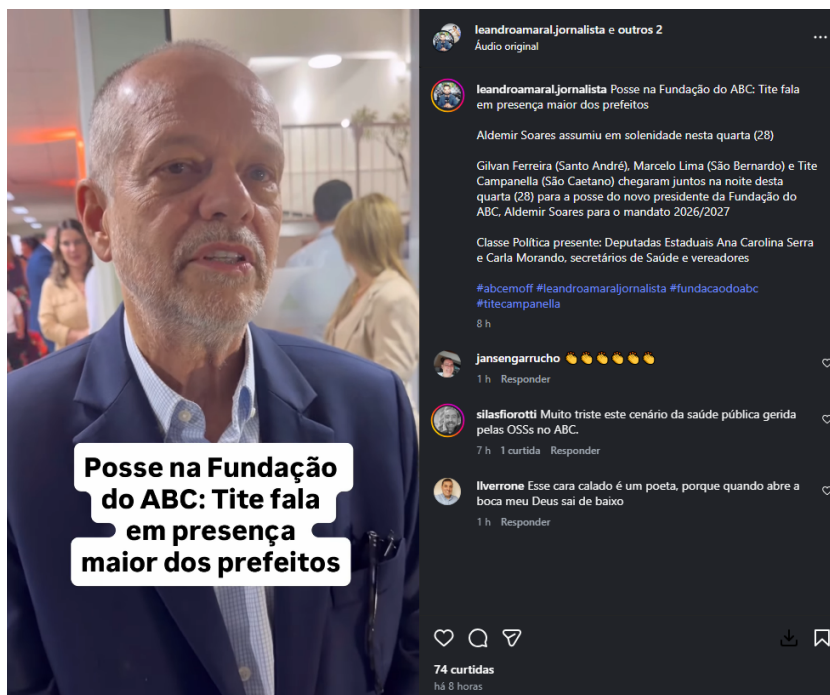 Posse na Fundação
do ABC: Tite fala
em presença
maior dos prefeitos
leandroamaral.jornalista e outros 2
Áudio original
leandroamaral.jornalista Posse na Fundação do ABC: Tite fala
em presença maior dos prefeitos
Aldemir Soares assumiu em solenidade nesta quarta (28)
Gilvan Ferreira (Santo André), Marcelo Lima (São Bernardo) e Tite
Campanella (São Caetano) chegaram juntos na noite desta
quarta (28) para a posse do novo presidente da Fundação do
ABC, Aldemir Soares para o mandato 2026/2027
Classe Política presente: Deputadas Estaduais Ana Carolina Serra
e Carla Morando, secretários de Saúde e vereadores
#abcemoff #leandroamaraljornalista #fundacaodoabc
#titecampanella
8 h
jansengarrucho 👏👏👏👏👏👏
1 h Responder
silasfiorotti Muito triste este cenário da saúde pública gerida
pelas OSSs no ABC.
7 h 1 curtida Responder
llverrone Esse cara calado é um poeta, porque quando abre a
boca meu Deus sai de baixo
1 h Responder
74 curtidas
há 8 horas